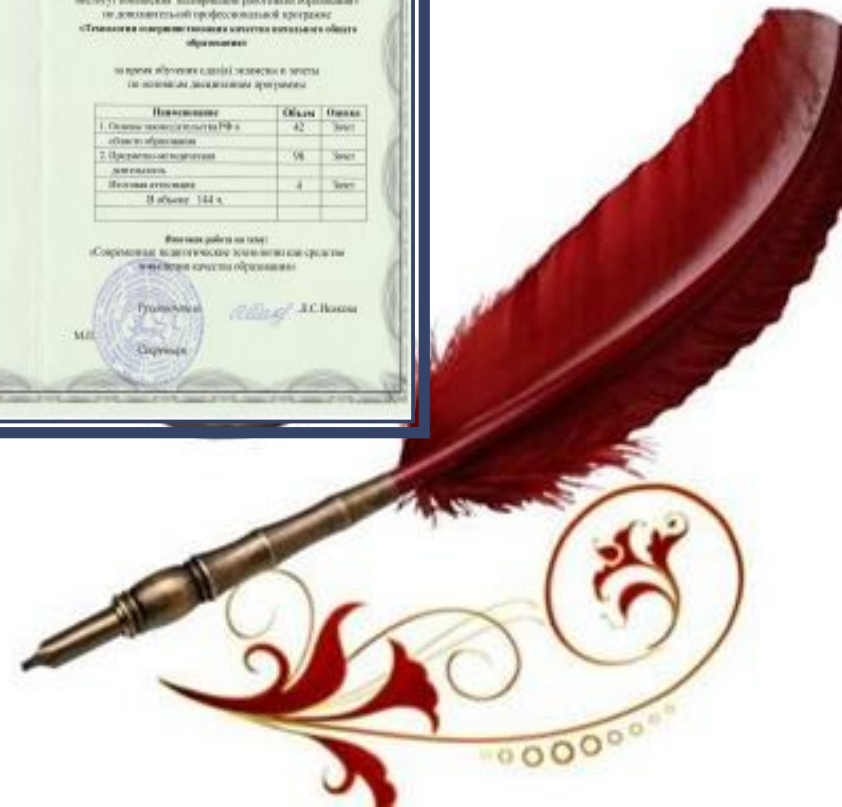 по дополнительной профессиональной программе
«Технологии совершенствования качества начального общего
образования»
за время обучения сдал(а) экзамены и зачеты
по основным дисциплинам программы
Наименование Объем Оценка
1. Основы законодательства РФ в 42 Зачет
области образования
2. Предметно-методическая 98 Зачет
деятельность
Итоговая аттестация 4 Зачет
В объеме 144 ч.
Итоговая работа на тему:
«Современные педагогические технологии как средство
качества образования»
Руководитель Л.С.
М.П.
Секретарь